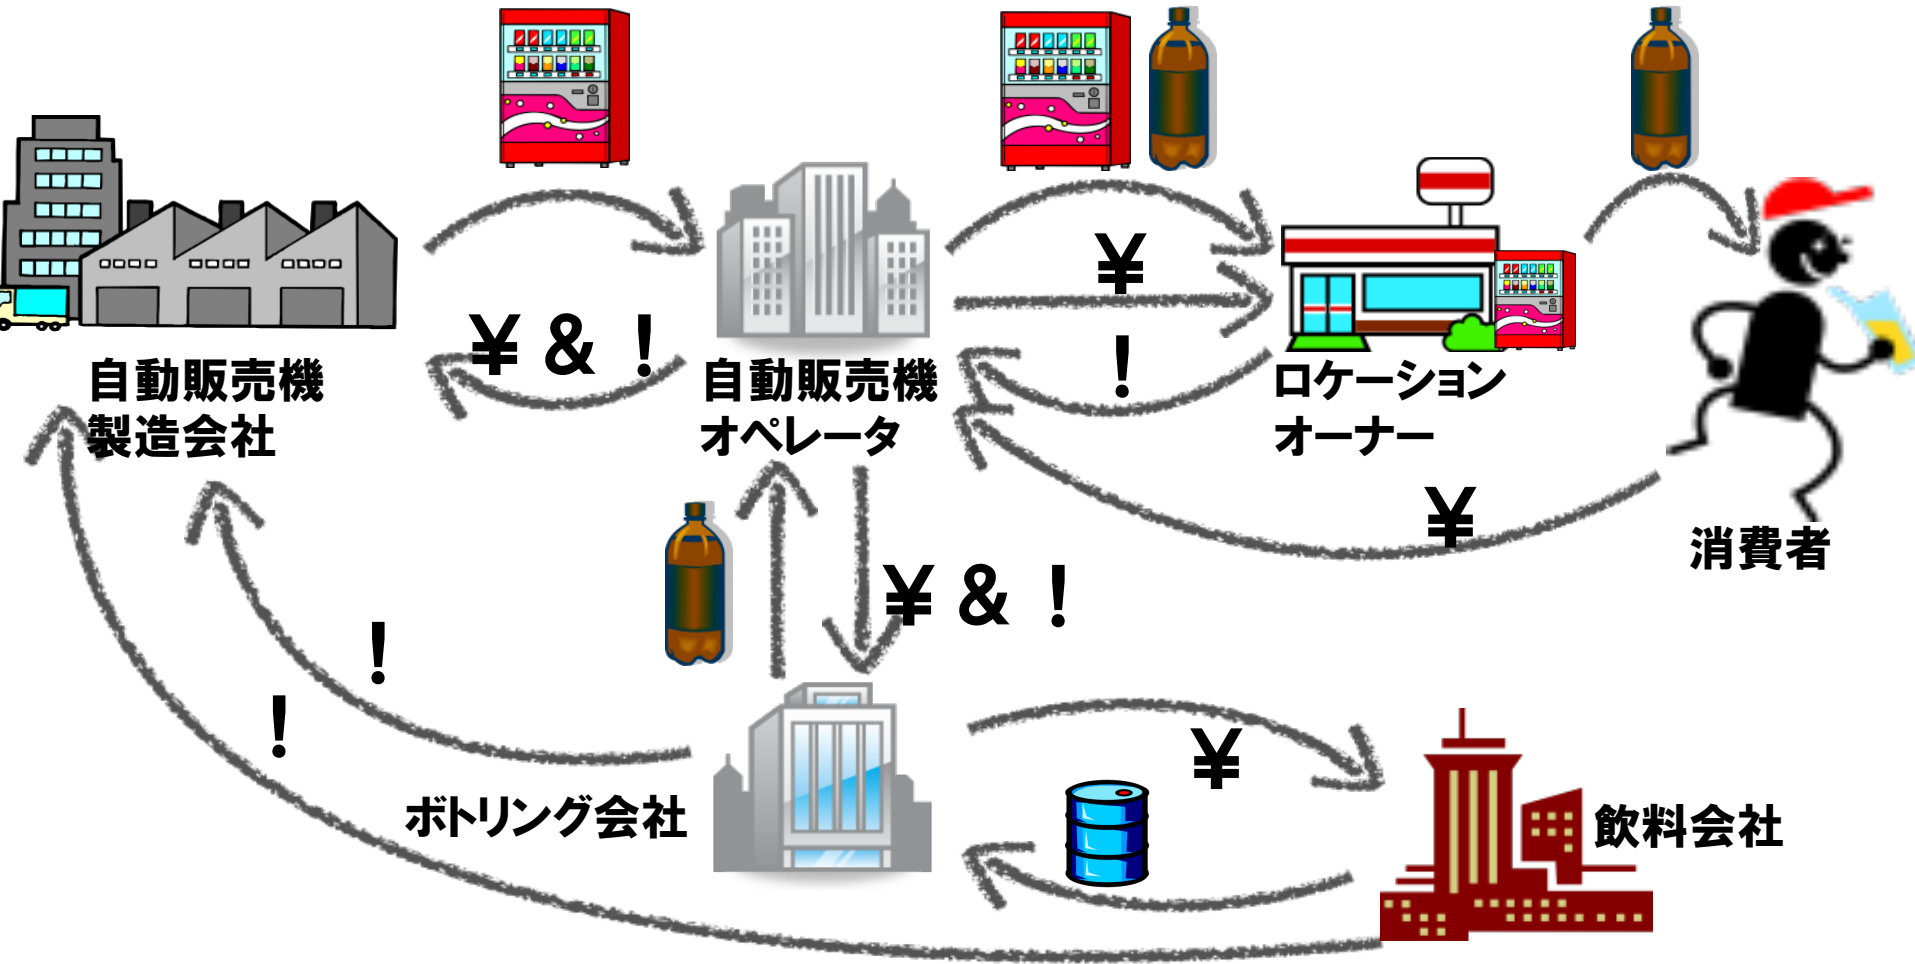 ¥
¥&!
!
自動販売機
製造会社
自動販売機
オペレータ
ロケーション
オーナー
¥
消費者
¥&!
!
!
ボトリング会社
¥
飲料会社